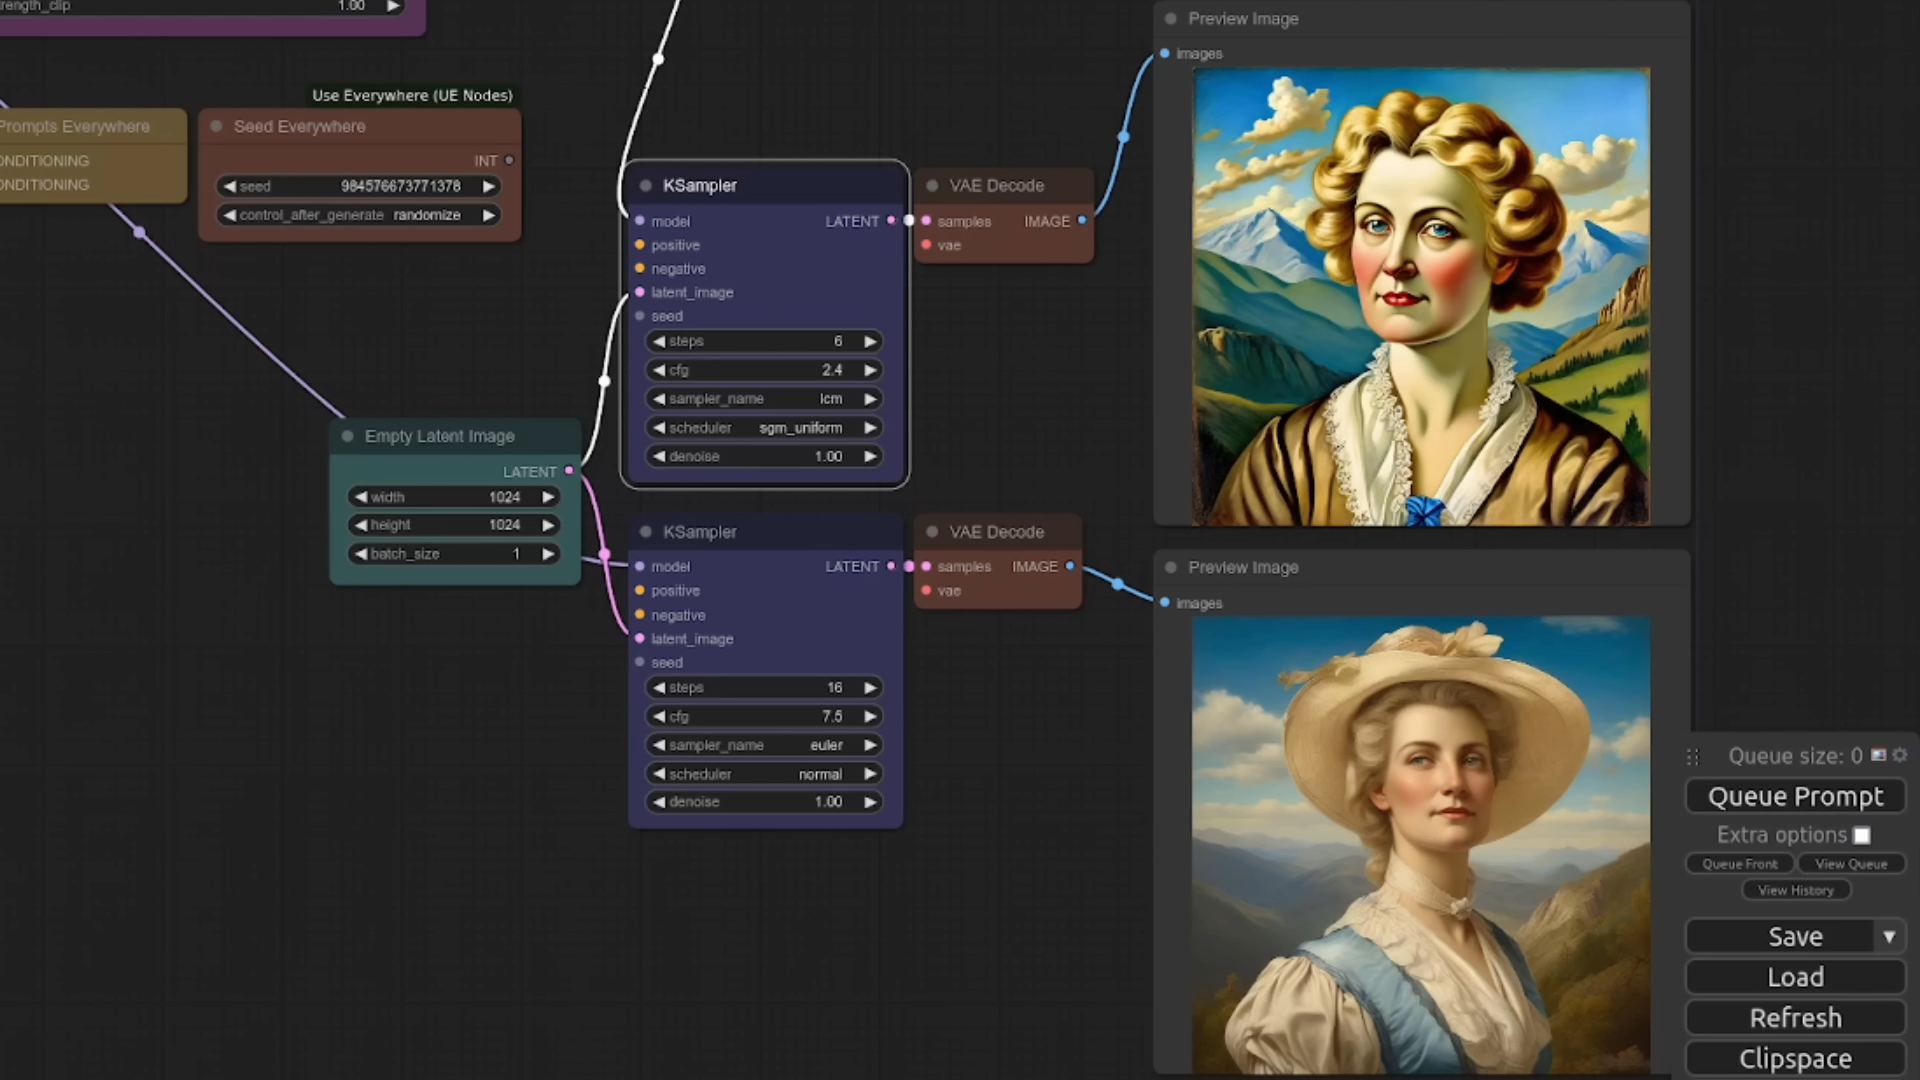 rength_clip 1.00
Use Everywhere (UE Nodes)
Prompts Everywhere
ONDITIONING
ONDITIONING
Seed Everywhere
INT
seed 984576673771378
control_after_generate randomize
Empty Latent Image
LATENT
width 1024
height 1024
batch_size 1
KSampler
model LATENT
positive
negative
latent_image
seed
steps 6
cfg 2.4
sampler_name lcm
scheduler sgm_uniform
denoise 1.00
VAE Decode
samples IMAGE
vae
Preview Image
images
KSampler
model LATENT
positive
negative
latent_image
seed
steps 16
cfg 7.5
sampler_name euler
scheduler normal
denoise 1.00
VAE Decode
samples IMAGE
vae
Preview Image
images
Queue size: 0
Queue Prompt
Extra options
Queue Front View Queue
View History
Save
Load
Refresh
Clipspace